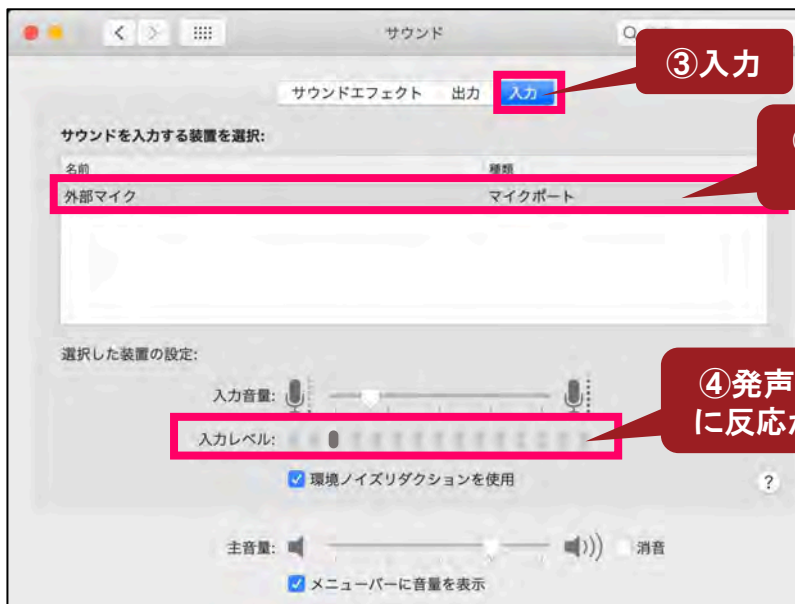 サウンド
③入力
サウンドエフェクト 出力 入力
サウンドを入力する装置を選択:
名前 種類
外部マイク マイクポート
選択した装置の設定:
④発声
に反応が
入力音量:
入力レベル:
環境ノイズリダクションを使用
?
主音量: 消音
メニューバーに音量を表示